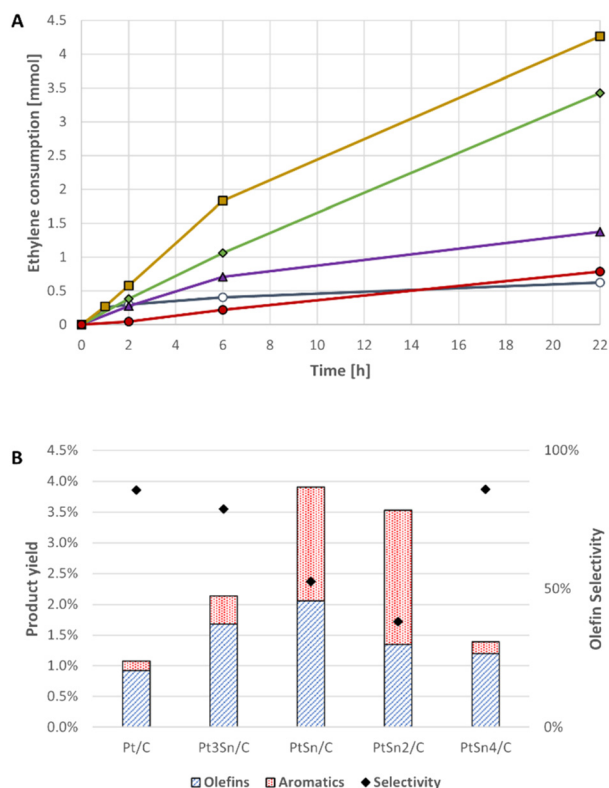 A
Ethylene consumption [mmol]
4.5
4
3.5
3
2.5
2
1.5
1
0.5
0
0 2 4 6 8 10 12 14 16 18 20 22
Time [h]
B
Product yield
4.5%
4.0%
3.5%
3.0%
2.5%
2.0%
1.5%
1.0%
0.5%
0.0%
100%
50%
0%
Olefin Selectivity
Pt/C Pt3Sn/C PtSn/C PtSn2/C PtSn4/C
Olefins Aromatics Selectivity